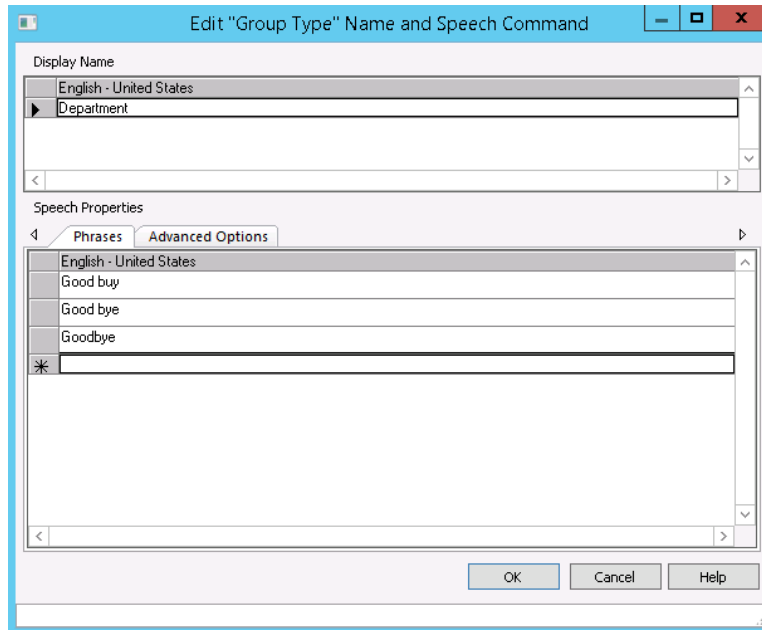 Edit "Group Type" Name and Speech Command
Display Name
English - United States
Department
Speech Properties
Phrases Advanced Options
English - United States
Good buy
Good bye
Goodbye
OK Cancel Help